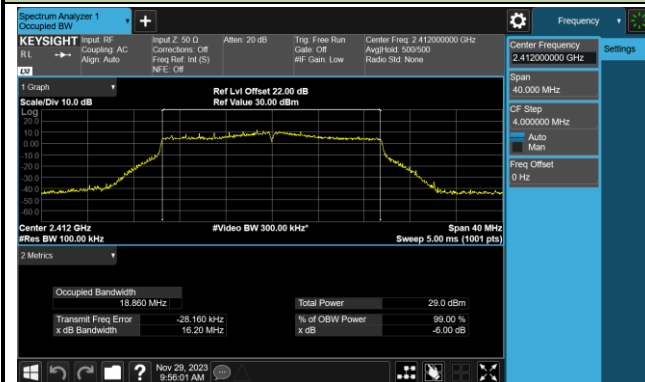 Spectrum Analyzer 1
Occupied BW
Frequency
KEYSIGHT
RL
LXI
Input: RF
Coupling: AC
Align: Auto
Input Z: 50 Ω
Corrections: Off
Freq Ref: Int (S)
NFE: Off
Atten: 20 dB
Trig: Free Run
Gate: Off
#IF Gain: Low
Center Freq: 2.412000000 GHz
Avg|Hold: 500/500
Radio Std: None
1 Graph
Scale/Div 10.0 dB
Ref Lvl Offset 22.00 dB
Ref Value 30.00 dBm
Log
20.0
10.0
0.00
-10.0
-20.0
-30.0
-40.0
-50.0
-60.0
Center 2.412 GHz
#Res BW 100.00 kHz
#Video BW 300.00 kHz*
Span 40 MHz
Sweep 5.00 ms (1001 pts)
2 Metrics
Occupied Bandwidth
18.860 MHz
Total Power 29.0 dBm
Transmit Freq Error -28.160 kHz
% of OBW Power 99.00 %
x dB Bandwidth 16.20 MHz
x dB -6.00 dB
Nov 29, 2023
9:56:01 AM
Center Frequency
2.412000000 GHz
Settings
Span
40.000 MHz
CF Step
4.000000 MHz
Auto
Man
Freq Offset
0 Hz